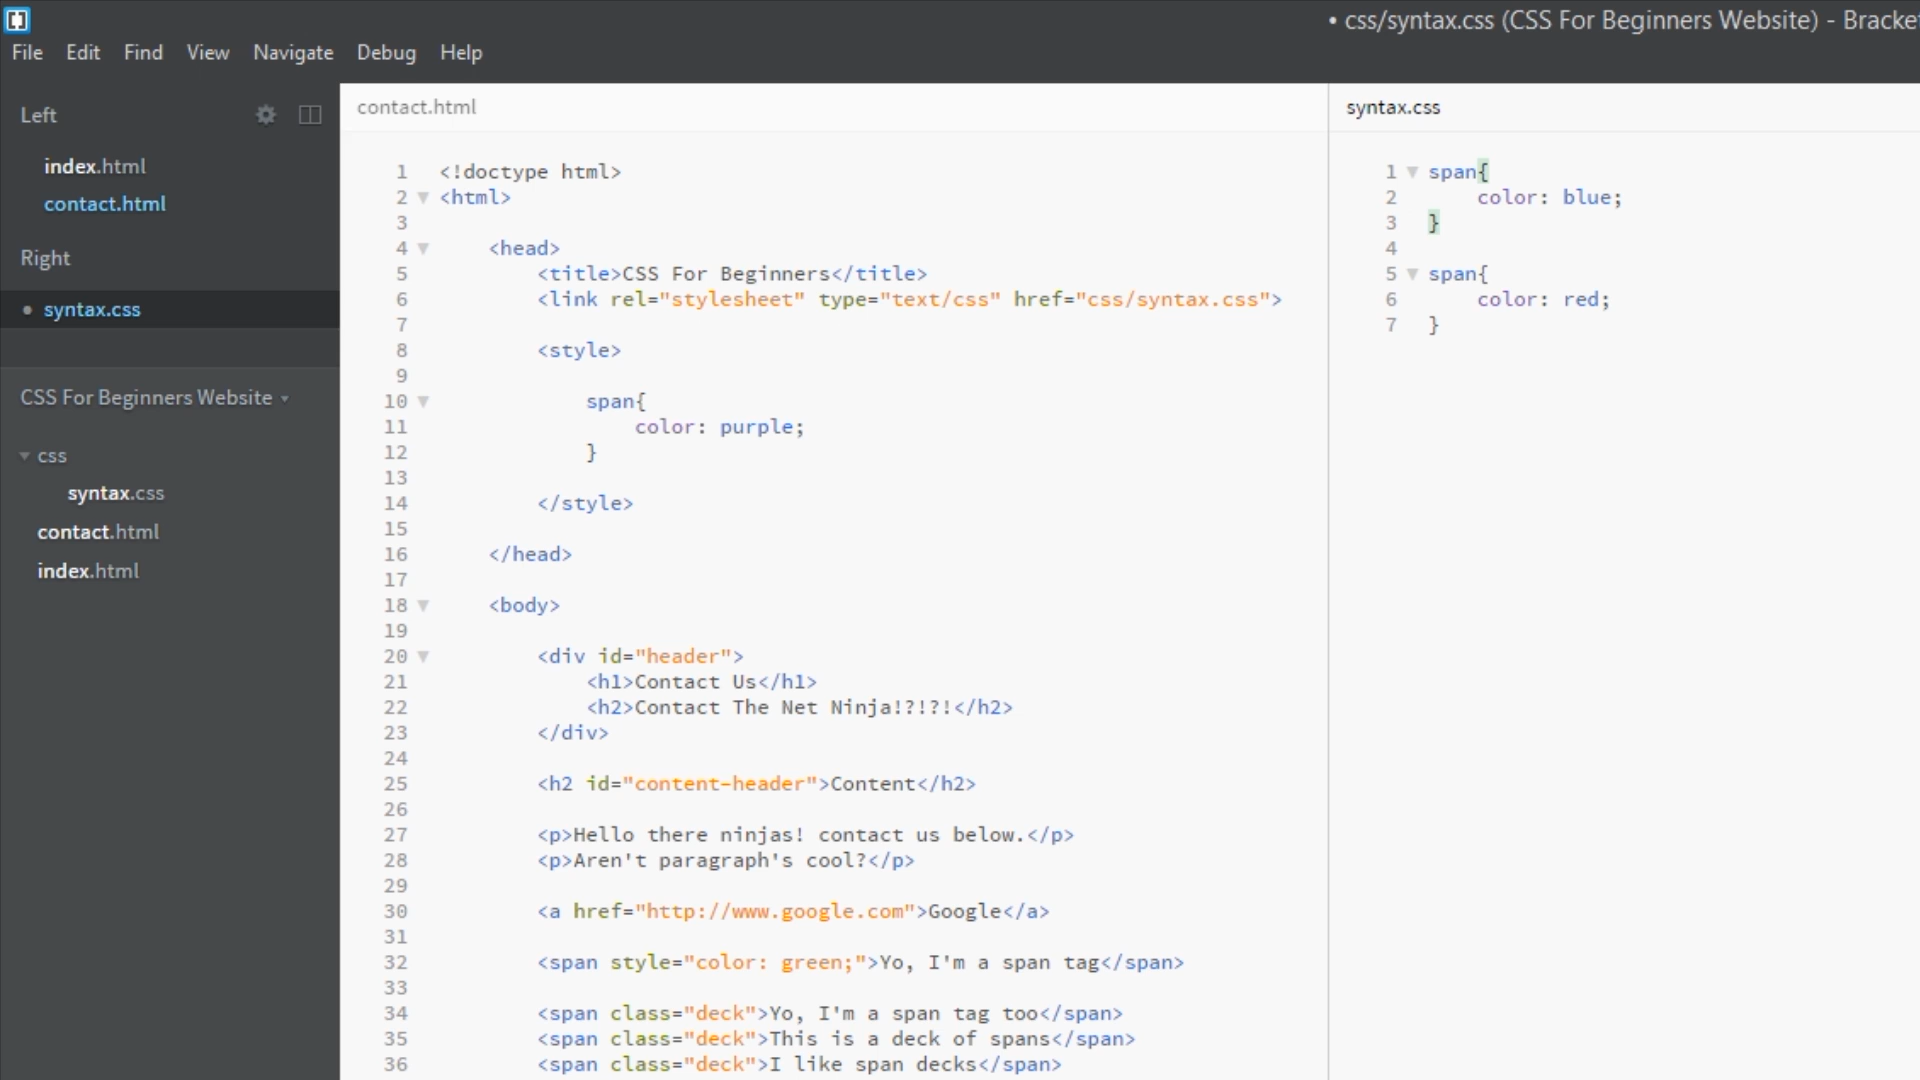 • css/syntax.css (CSS For Beginners Website) - Bracke
File Edit Find View Navigate Debug Help
Left
index.html
contact.html
Right
• syntax.css
CSS For Beginners Website
css
syntax.css
contact.html
index.html
contact.html
1 <!doctype html>
2 <html>
3
4 <head>
5 <title>CSS For Beginners</title>
6 <link rel="stylesheet" type="text/css" href="css/syntax.css">
7
8 <style>
9
10 span{
11 color: purple;
12 }
13
14 </style>
15
16 </head>
17
18 <body>
19
20 <div id="header">
21 <h1>Contact Us</h1>
22 <h2>Contact The Net Ninja!?!?!</h2>
23 </div>
24
25 <h2 id="content-header">Content</h2>
26
27 <p>Hello there ninjas! contact us below.</p>
28 <p>Aren't paragraph's cool?</p>
29
30 <a href="http://www.google.com">Google</a>
31
32 <span style="color: green;">Yo, I'm a span tag</span>
33
34 <span class="deck">Yo, I'm a span tag too</span>
35 <span class="deck">This is a deck of spans</span>
36 <span class="deck">I like span decks</span>
syntax.css
1 span{
2 color: blue;
3 }
4
5 span{
6 color: red;
7 }